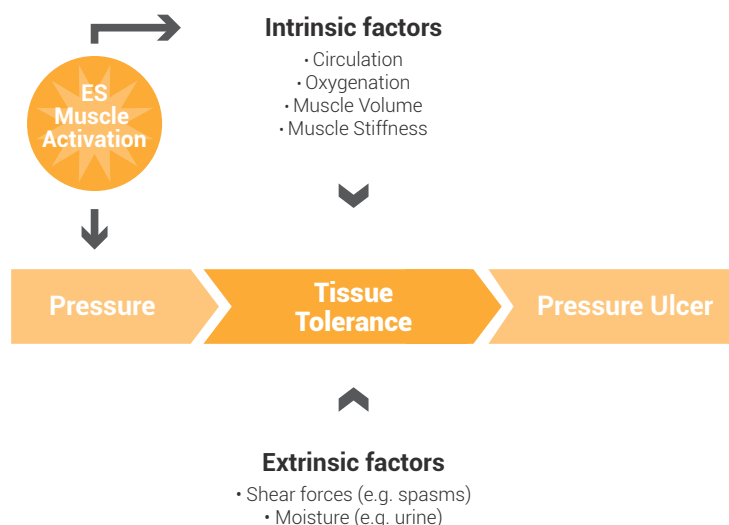 Intrinsic factors
• Circulation
• Oxygenation
• Muscle Volume
• Muscle Stiffness
ES
Muscle
Activation
Pressure
Tissue
Tolerance
Pressure Ulcer
Extrinsic factors
• Shear forces (e.g. spasms)
• Moisture (e.g. urine)